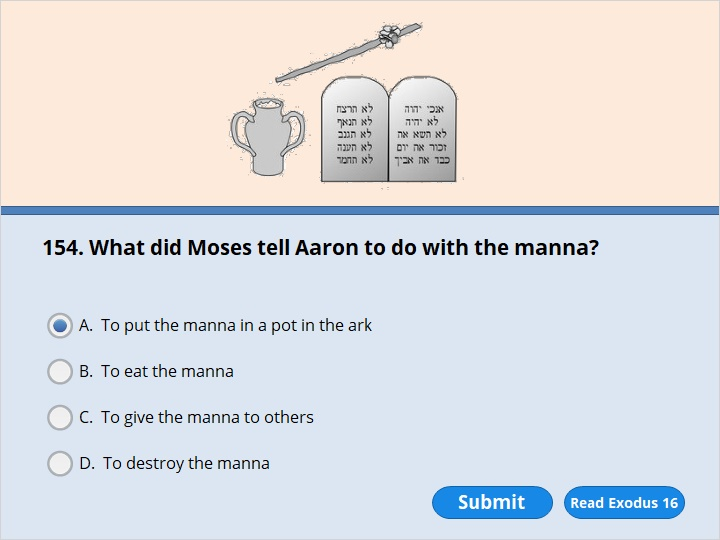 לא תרצח
לא תנאף
לא תגנב
לא תענה
לא תחמד
אנכי יהוה
לא יהיה
לא תשא את
זכור את יום
כבד את אביך
154. What did Moses tell Aaron to do with the manna?
A. To put the manna in a pot in the ark
B. To eat the manna
C. To give the manna to others
D. To destroy the manna
Submit
Read Exodus 16